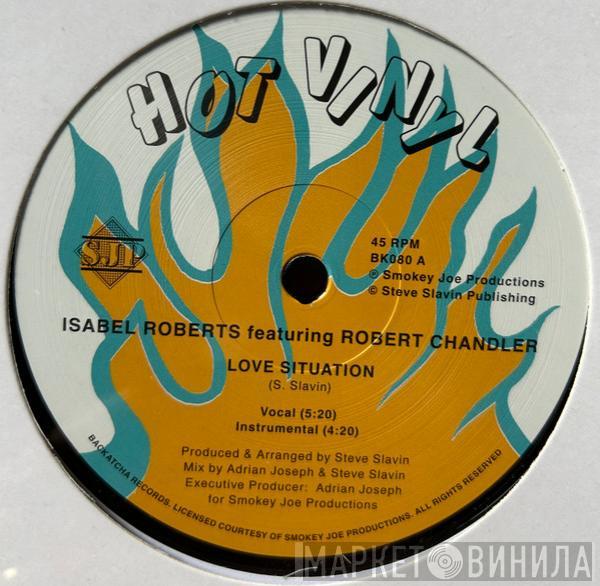 HOT VINYL
SJP
45 RPM
BK080 A
℗ Smokey Joe Productions
© Steve Slavin Publishing
ISABEL ROBERTS featuring ROBERT CHANDLER
LOVE SITUATION
(S. Slavin)
Vocal (5:20)
Instrumental (4:20)
Produced & Arranged by Steve Slavin
Mix by Adrian Joseph & Steve Slavin
Executive Producer: Adrian Joseph
for Smokey Joe Productions
BACKATCHA RECORDS. LICENSED COURTESY OF SMOKEY JOE PRODUCTIONS. ALL RIGHTS RESERVED
МАРКЕТ ВИНИЛА